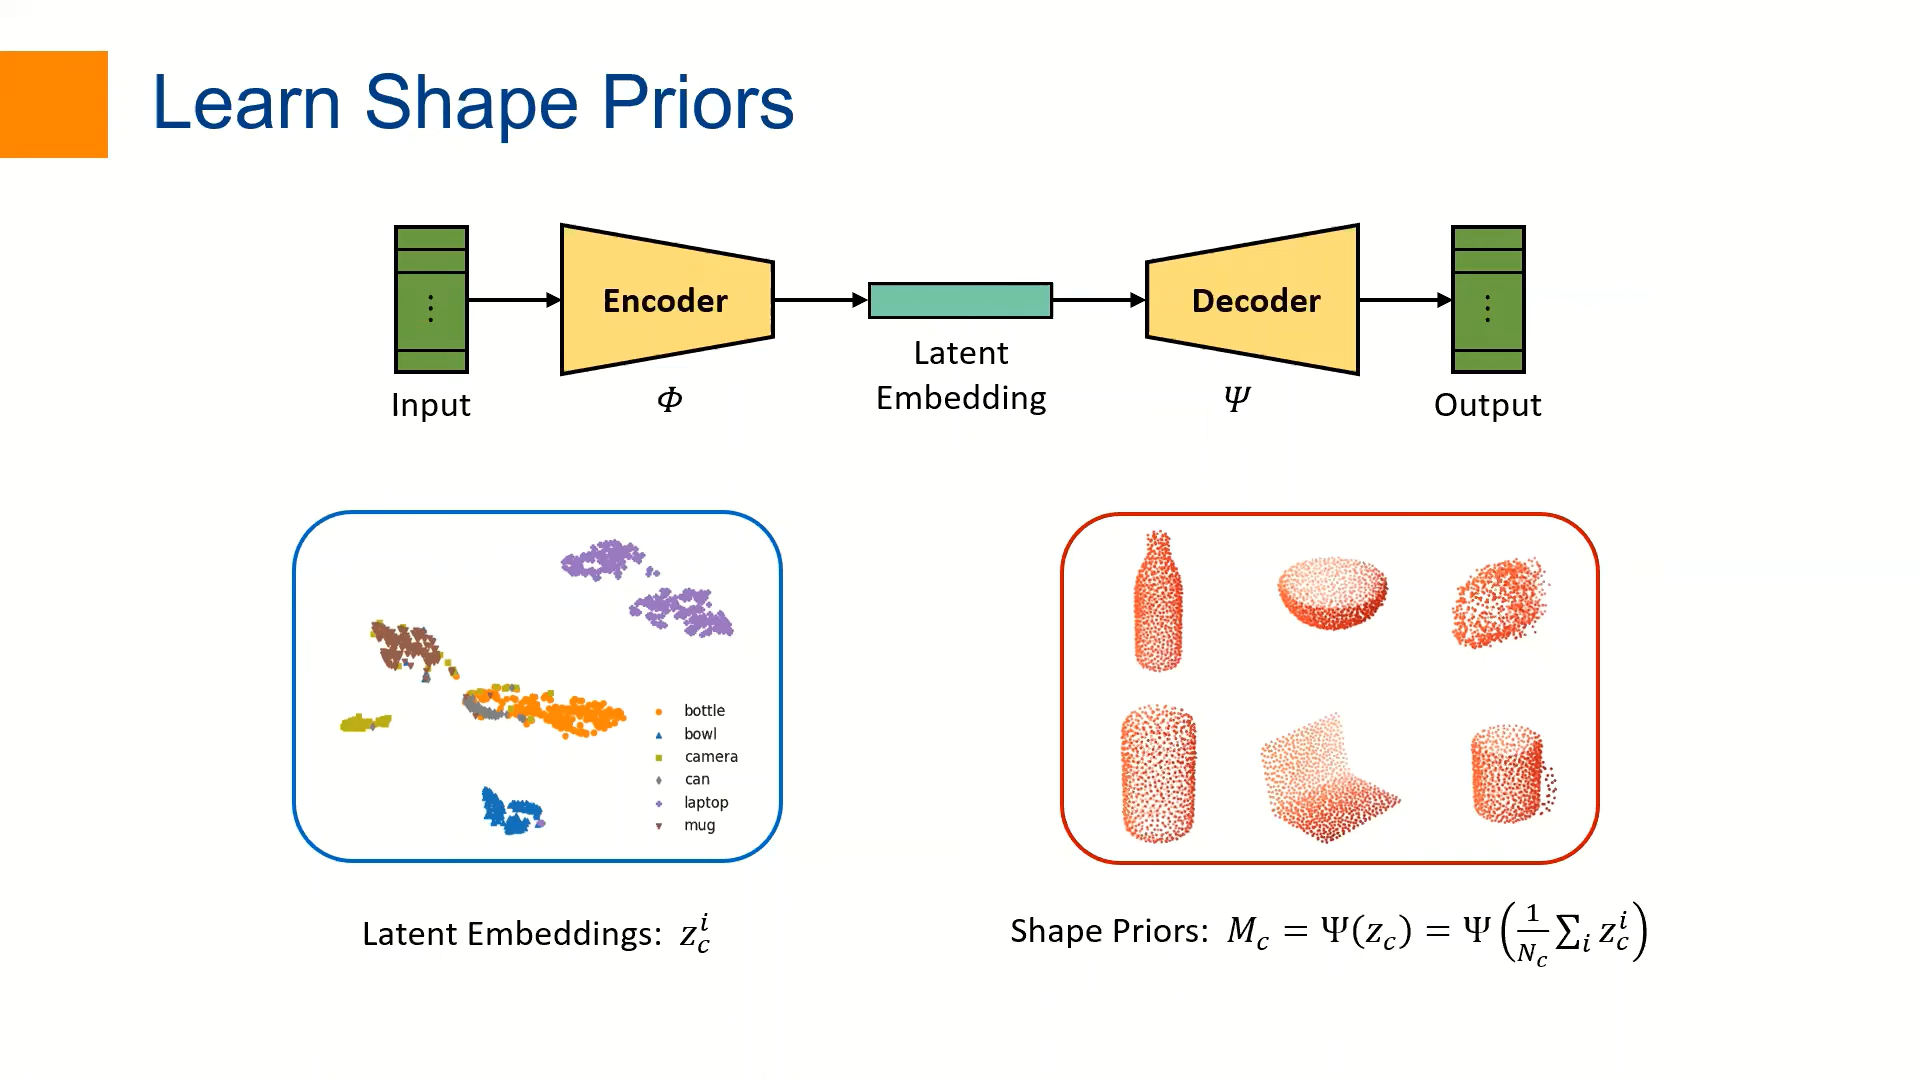 Learn Shape Priors
Encoder
Decoder
⋮
⋮
Input
Φ
Latent
Embedding
Ψ
Output
bottle
bowl
camera
can
laptop
mug
Latent Embeddings: z_c^i
Shape Priors: M_c = Ψ(z_c) = Ψ(1/N_c ∑_i z_c^i)